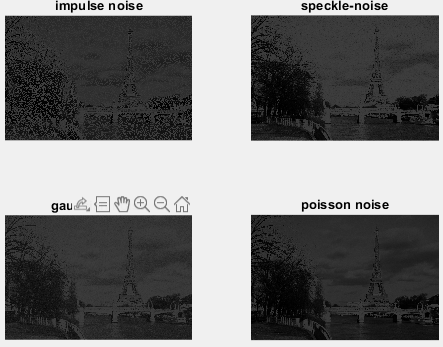 impulse noise
speckle-noise
gau
poisson noise